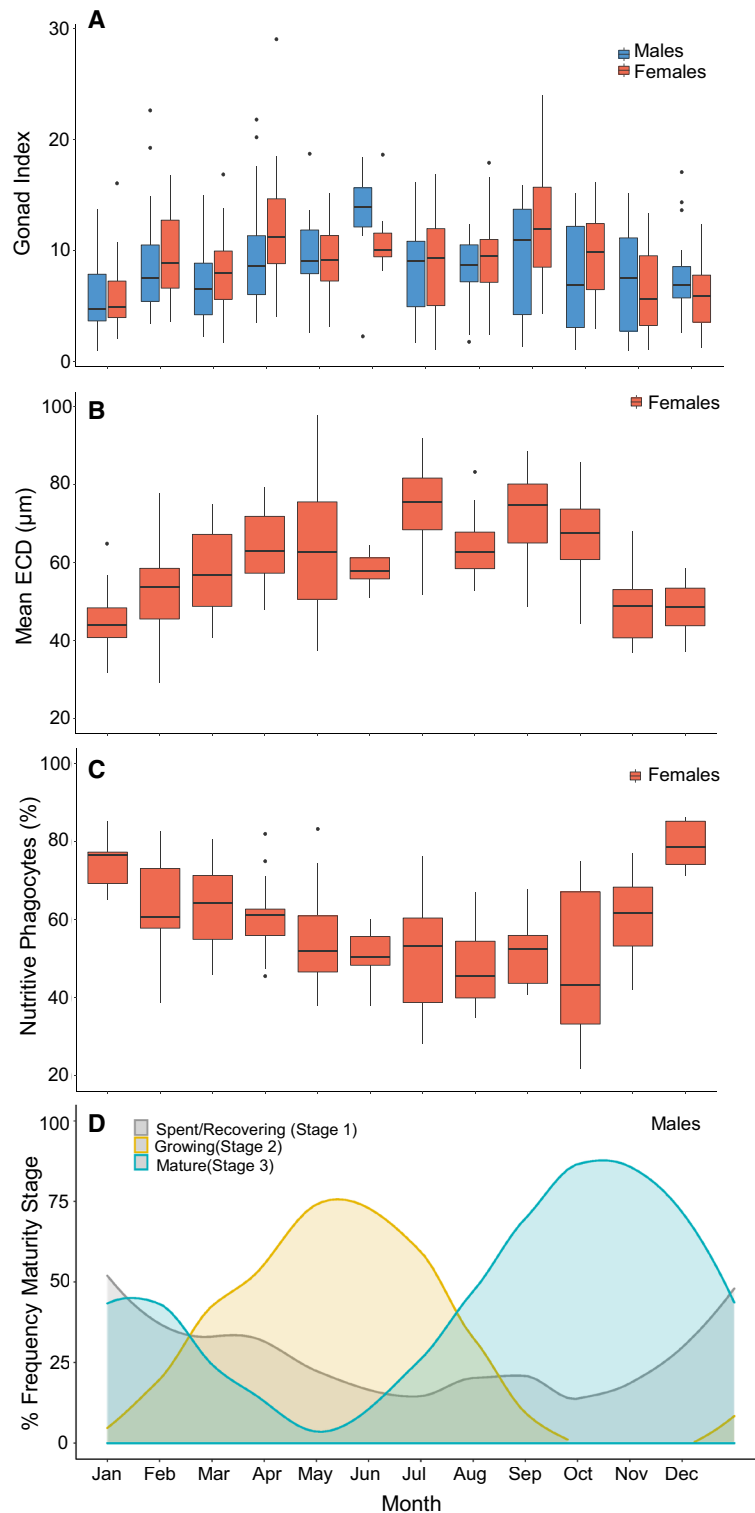 A
30
20
10
0
Gonad Index
Males
Females
B
100
80
60
40
20
Mean ECD (µm)
Females
C
100
80
60
40
20
Nutritive Phagocytes (%)
Females
D
100
75
50
25
0
% Frequency Maturity Stage
Spent/Recovering (Stage 1)
Growing(Stage 2)
Mature(Stage 3)
Males
Jan Feb Mar Apr May Jun Jul Aug Sep Oct Nov Dec
Month